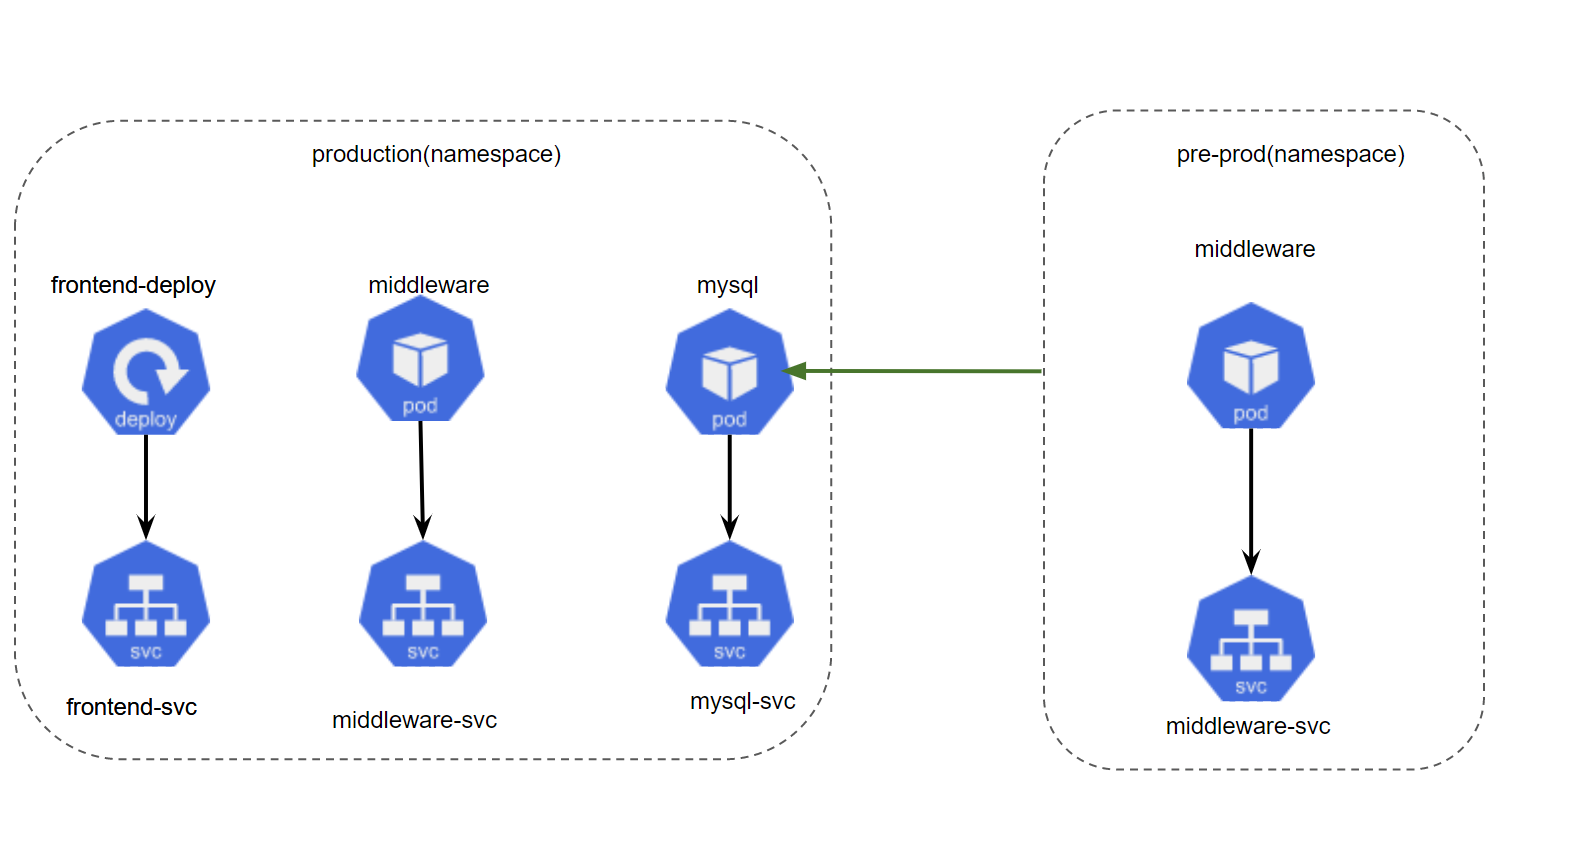 production(namespace)
pre-prod(namespace)
middleware
frontend-deploy
middleware
mysql
deploy
pod
pod
pod
svc
svc
svc
svc
frontend-svc
middleware-svc
mysql-svc
middleware-svc